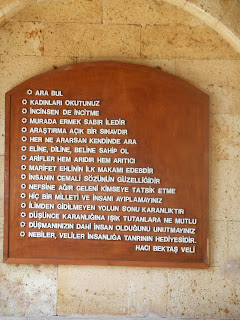 O ARA BUL
O KADINLARI OKUTUNUZ
O İNCİNSEN DE İNCİTME
O MURADA ERMEK SABIR İLEDİR
O ARAŞTIRMA AÇIK BİR SINAVDIR
O HER NE ARARSAN KENDİNDE ARA
O ELİNE, DİLİNE, BELİNE SAHİP OL
O ARİFLER HEM ARIDIR HEM ARITICI
O MARİFET EHLİNİN İLK MAKAMI EDEBDİR
O İNSANIN CEMALİ SÖZÜNÜN GÜZELLİĞİDİR
O NEFSİNE AĞIR GELENİ KİMSEYE TATBİK ETME
O HİÇ BİR MİLLETİ VE İNSANI AYIPLAMAYINIZ
O İLİMDEN GİDİLMEYEN YOLUN SONU KARANLIKTIR
O DÜŞÜNCE KARANLIĞINA IŞIK TUTANLARA NE MUTLU
O DÜŞMANINIZIN DAHİ İNSAN OLDUĞUNU UNUTMAYINIZ
O NEBİLER, VELİLER İNSANLIĞA TANRININ HEDİYESİDİR.
HACI BEKTAŞ VELİ